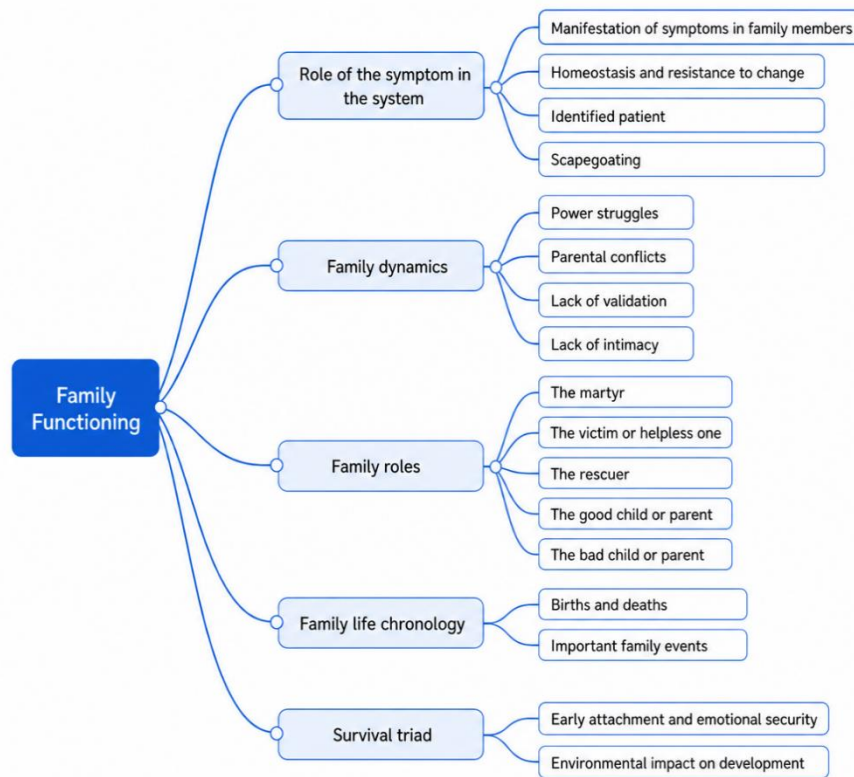 Family
Functioning
Role of the symptom in
the system
Manifestation of symptoms in family members
Homeostasis and resistance to change
Identified patient
Scapegoating
Family dynamics
Power struggles
Parental conflicts
Lack of validation
Lack of intimacy
Family roles
The martyr
The victim or helpless one
The rescuer
The good child or parent
The bad child or parent
Family life chronology
Births and deaths
Important family events
Survival triad
Early attachment and emotional security
Environmental impact on development